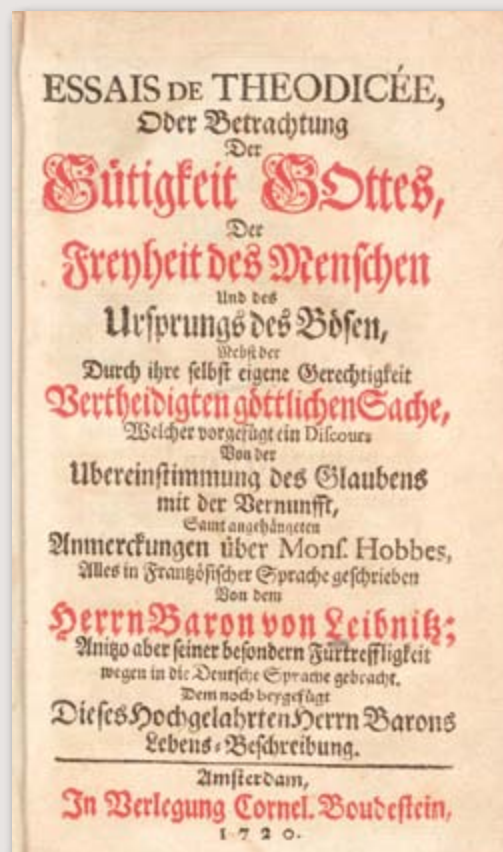 ESSAIS DE THEODICÉE,
Oder Betrachtung
Der
Gütigkeit GOttes,
Der
Freyheit des Menschen
Und des
Ursprungs des Bösen,
Nebst der
Durch ihre selbst eigene Gerechtigkeit
Vertheidigten göttlichen Sache,
Welcher vorgefügt ein Discours
Von der
Ubereinstimmung des Glaubens
mit der Vernunfft,
Samt angehängeten
Anmerckungen über Mons. Hobbes,
Alles in Frantzösischer Sprache geschrieben
Von dem
Herrn Baron von Leibnitz;
Anitzo aber seiner besondern Fürtreffligkeit
wegen in die Deutsche Sprache gebracht.
Dem noch beygefügt
Dieses Hochgelahrten Herrn Barons
Lebens-Beschreibung.
Amsterdam,
In Verlegung Cornel. Boudestein,
1720.